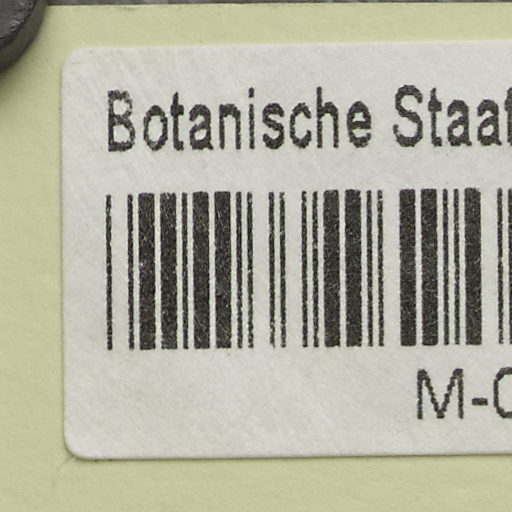 Botanische Staat
M-